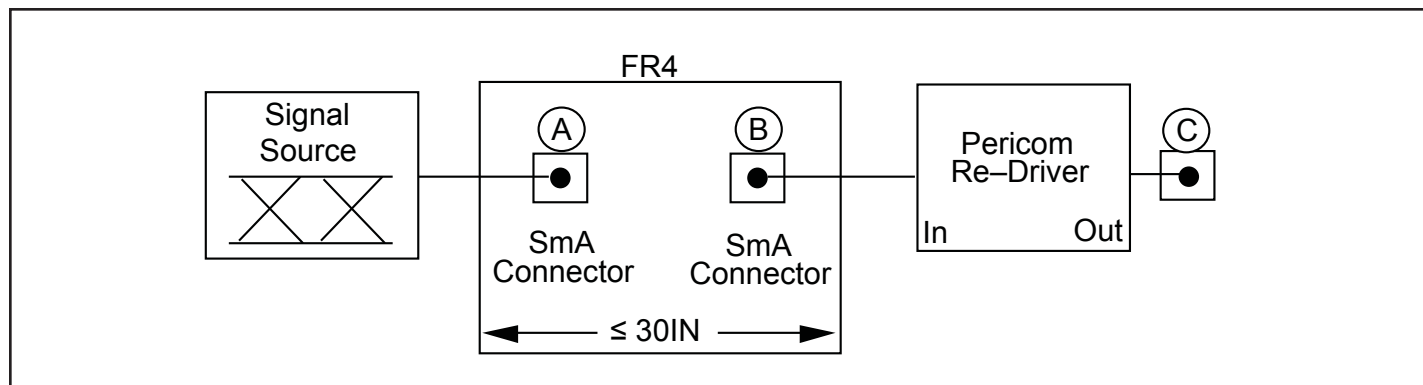 FR4
Signal
Source
A
B
C
Pericom
Re–Driver
In
Out
SmA
Connector
SmA
Connector
≤ 30IN